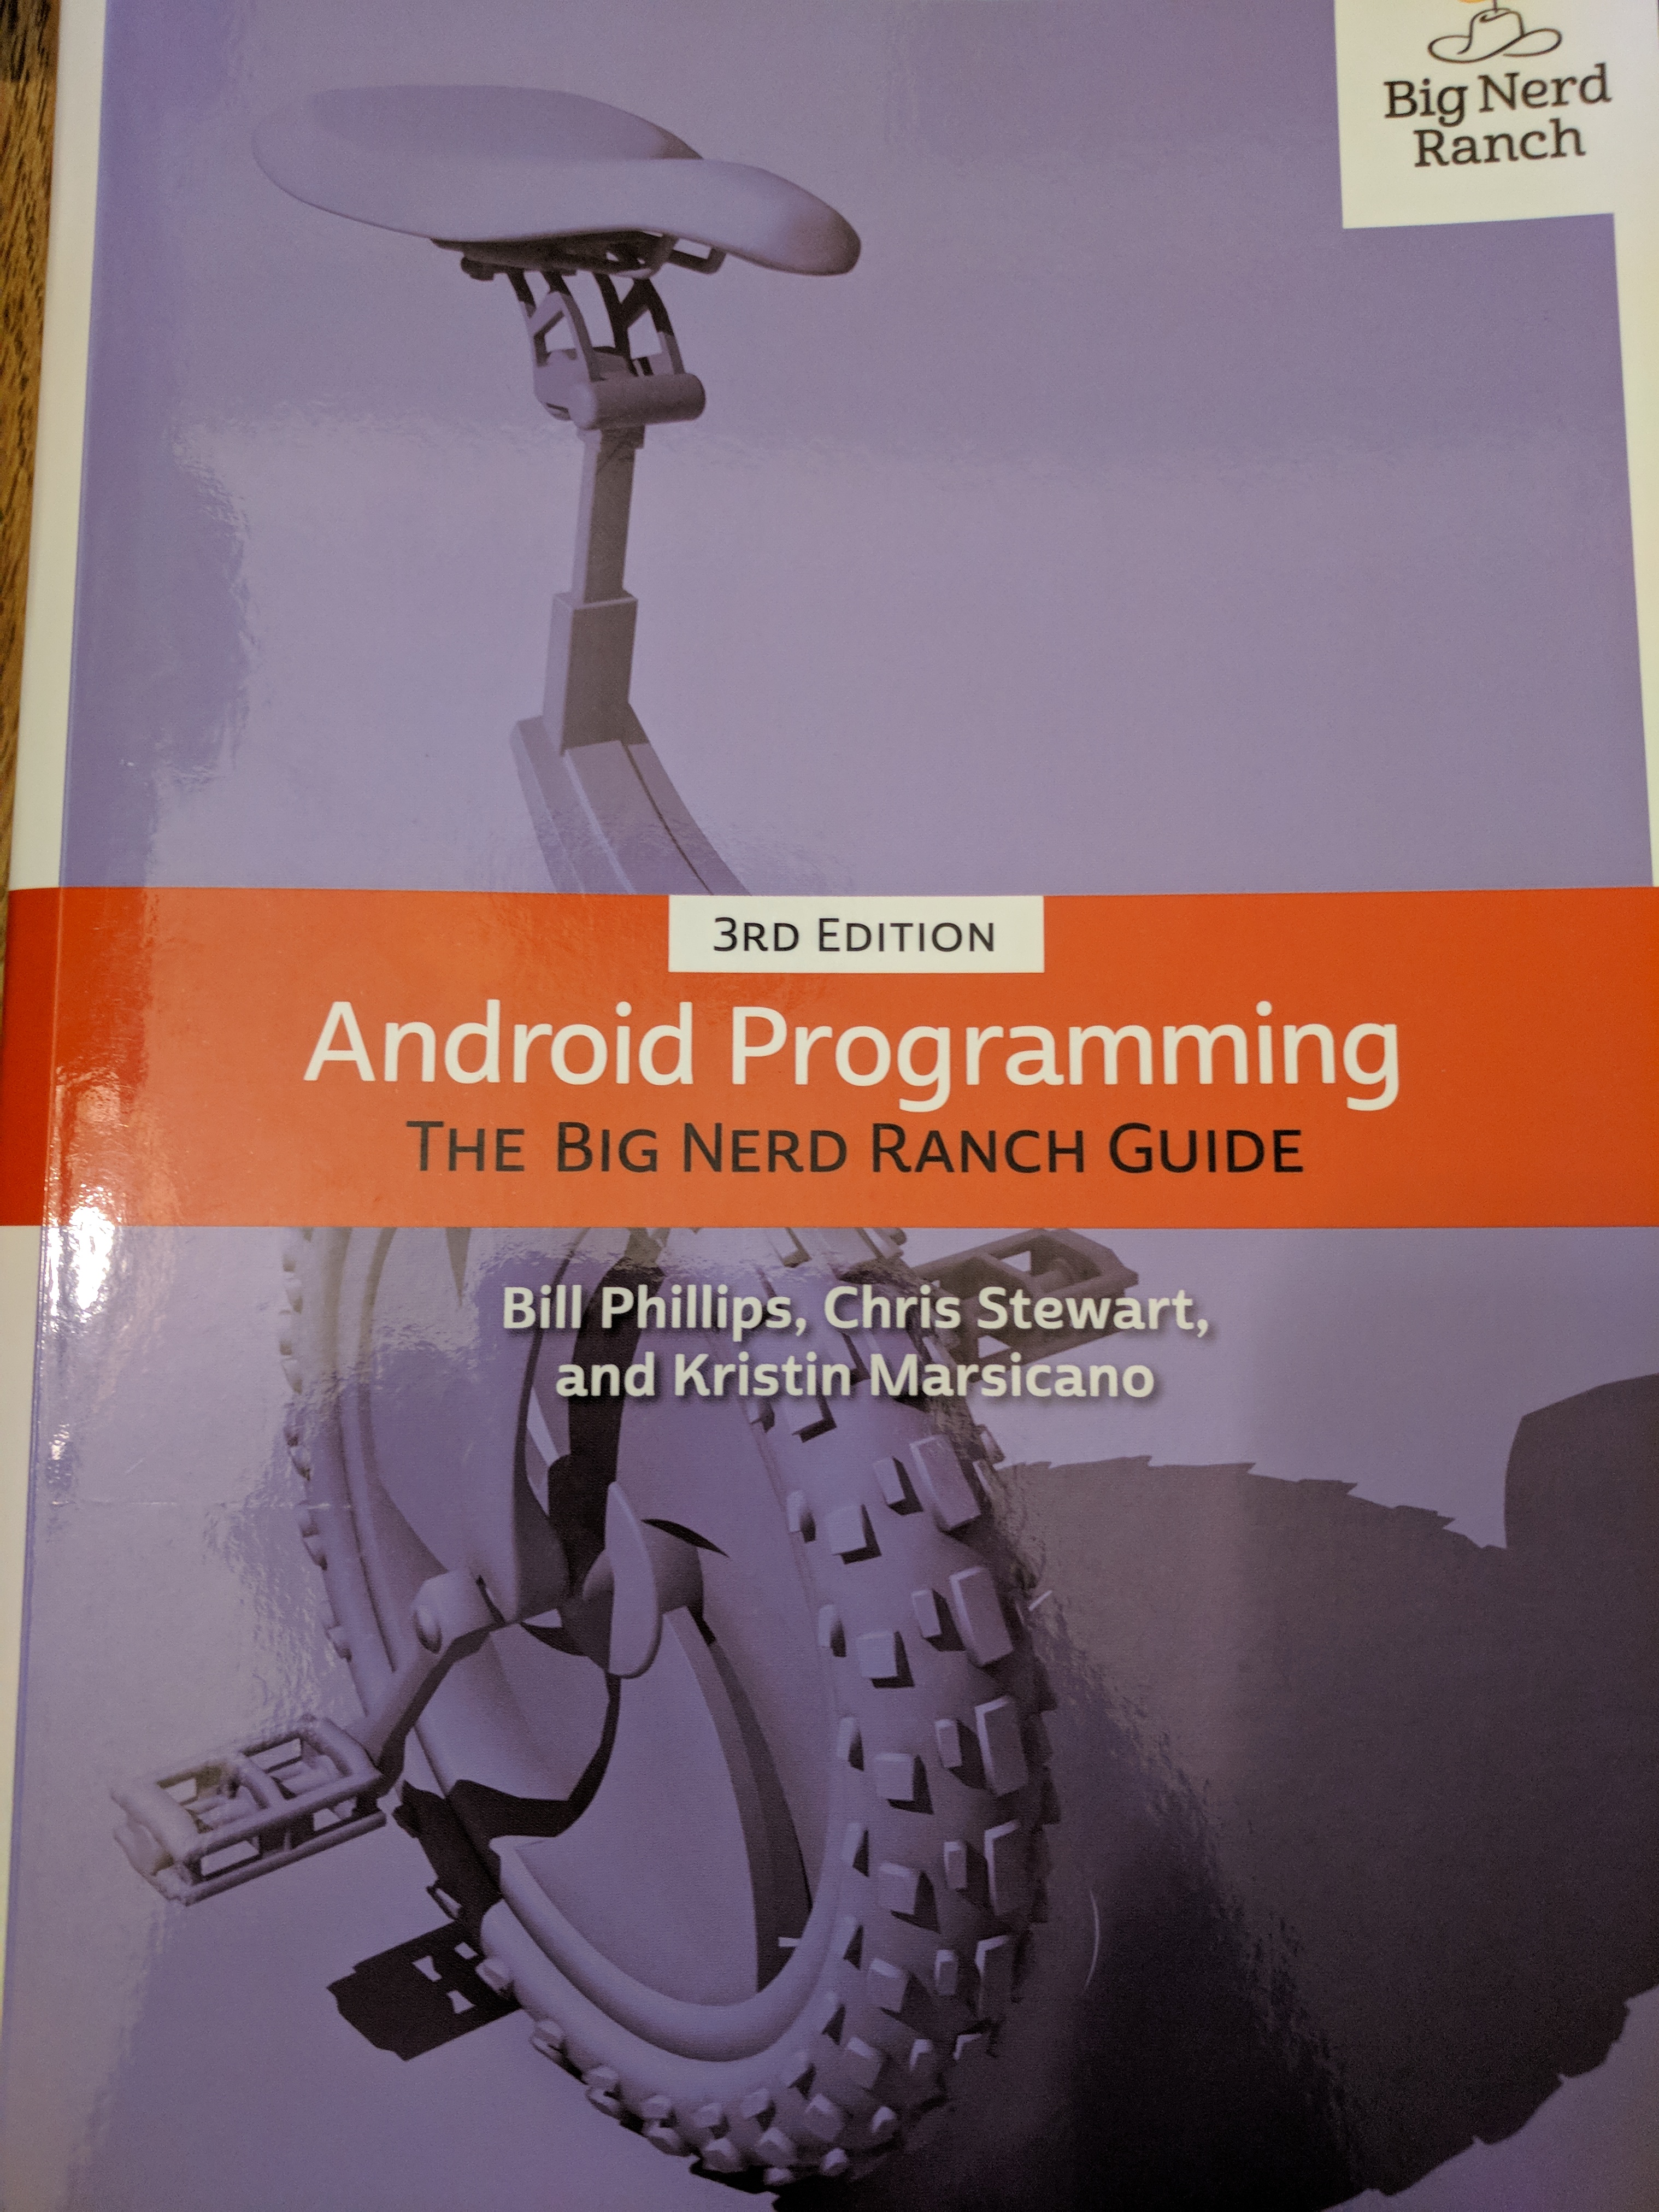 Big Nerd
Ranch
3RD EDITION
Android Programming
THE BIG NERD RANCH GUIDE
Bill Phillips, Chris Stewart,
and Kristin Marsicano